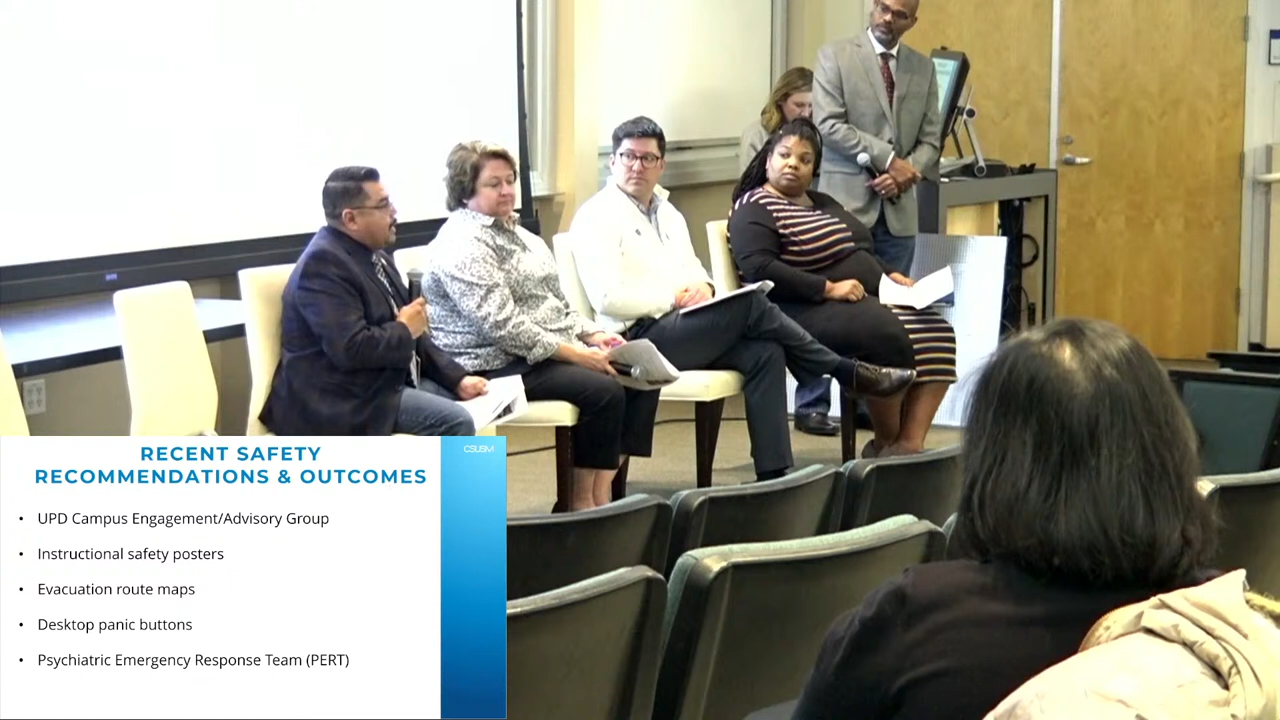 RECENT SAFETY
RECOMMENDATIONS & OUTCOMES
CSUSM
• UPD Campus Engagement/Advisory Group
• Instructional safety posters
• Evacuation route maps
• Desktop panic buttons
• Psychiatric Emergency Response Team (PERT)